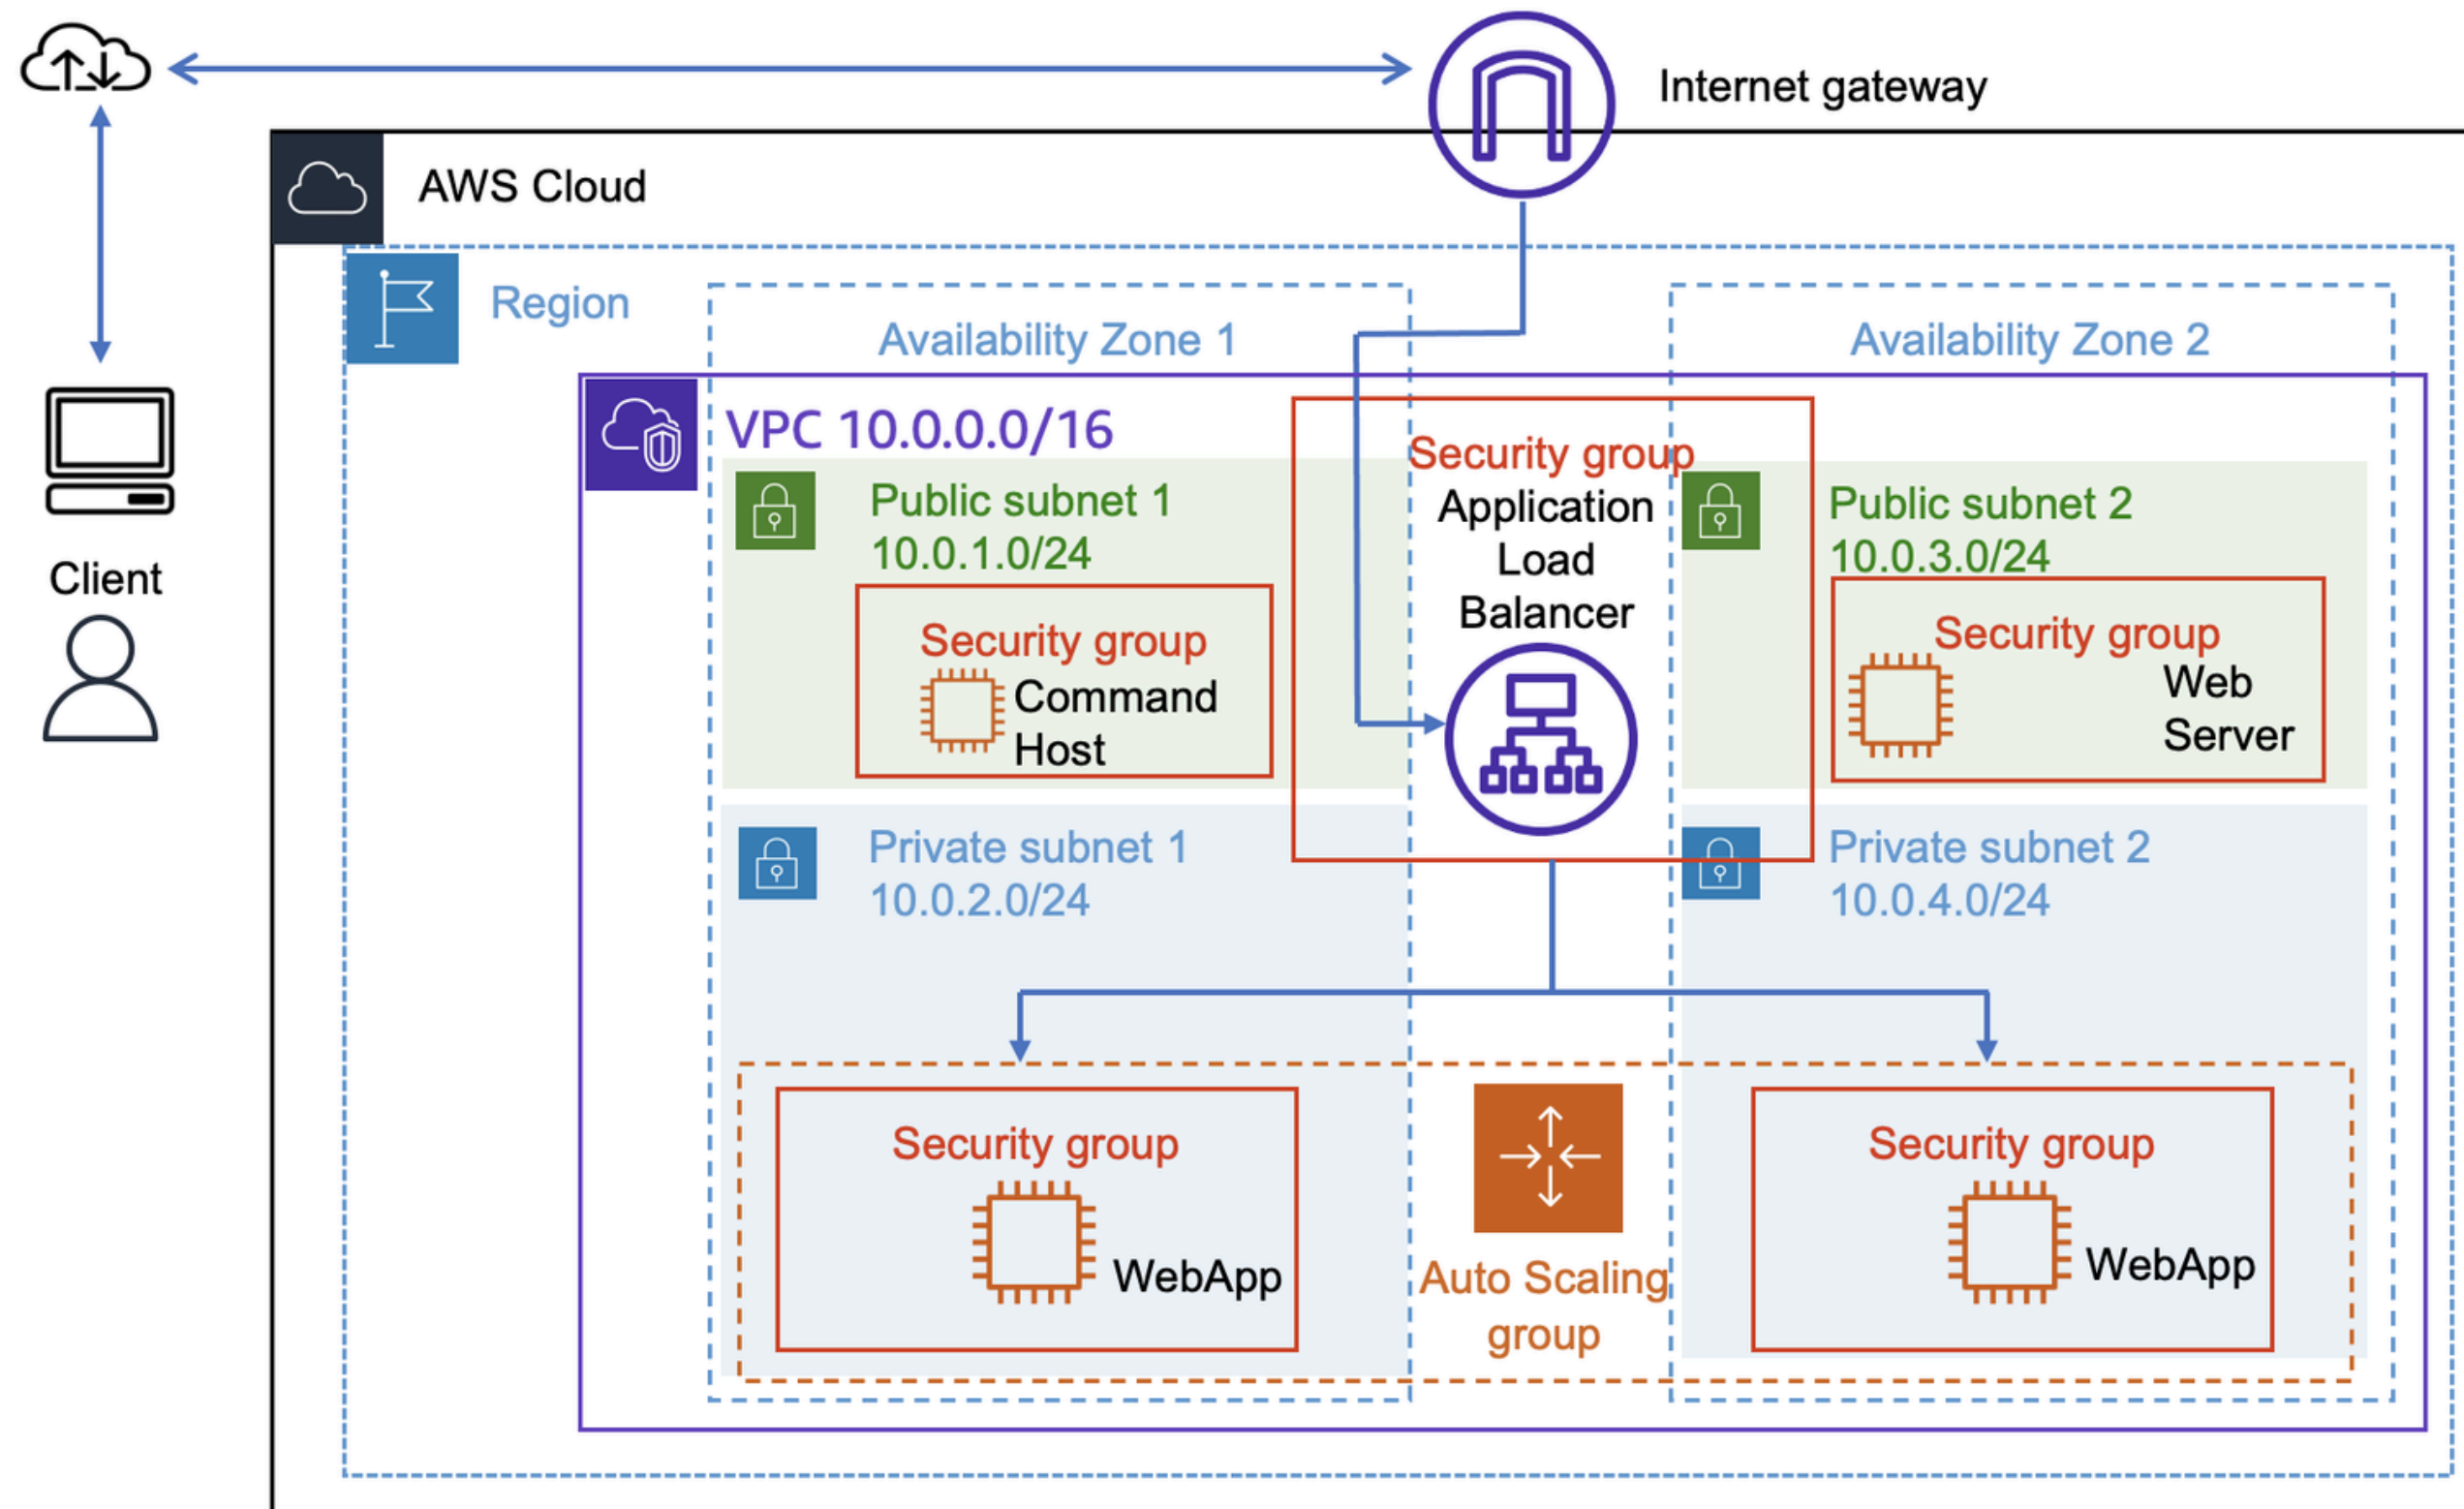 Internet gateway
AWS Cloud
Region
Availability Zone 1
Availability Zone 2
VPC 10.0.0.0/16
Client
Public subnet 1
10.0.1.0/24
Security group
Command
Host
Security group
Application
Load
Balancer
Public subnet 2
10.0.3.0/24
Security group
Web
Server
Private subnet 1
10.0.2.0/24
Private subnet 2
10.0.4.0/24
Security group
WebApp
Auto Scaling
group
Security group
WebApp